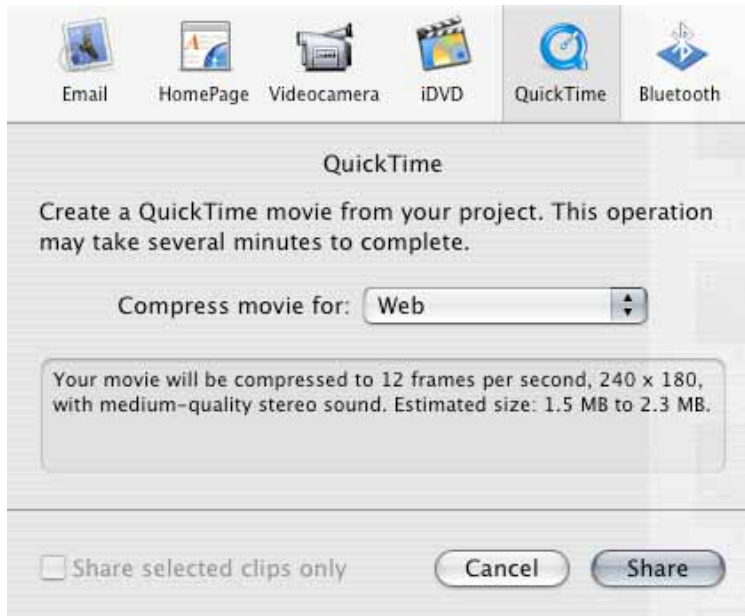 Email HomePage Videocamera iDVD QuickTime Bluetooth
QuickTime
Create a QuickTime movie from your project. This operation
may take several minutes to complete.
Compress movie for: Web
Your movie will be compressed to 12 frames per second, 240 x 180,
with medium-quality stereo sound. Estimated size: 1.5 MB to 2.3 MB.
Share selected clips only Cancel Share